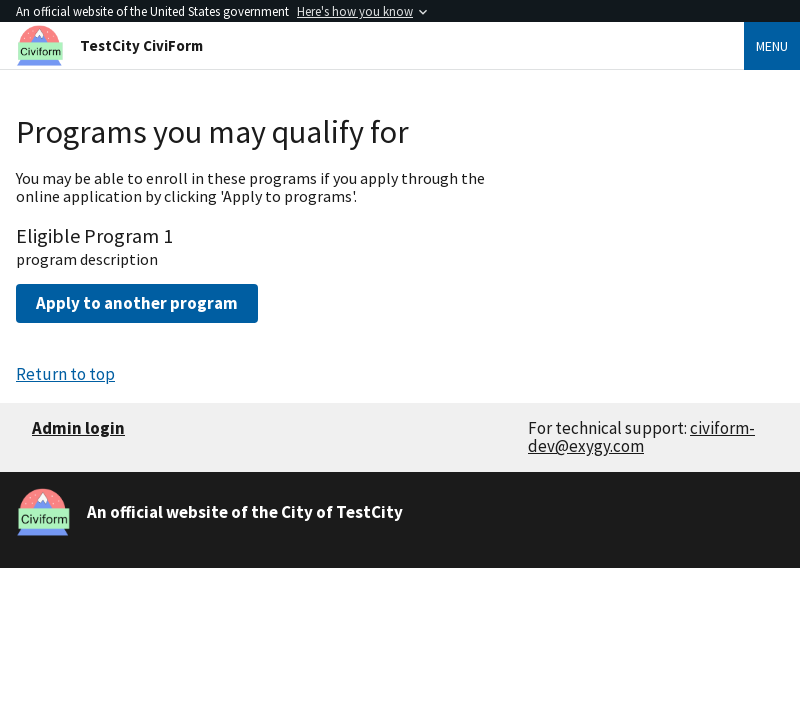 An official website of the United States government Here's how you know
Civiform TestCity CiviForm MENU
Programs you may qualify for
You may be able to enroll in these programs if you apply through the
online application by clicking 'Apply to programs'.
Eligible Program 1
program description
Apply to another program
Return to top
Admin login
For technical support: civiform-
dev@exygy.com
Civiform An official website of the City of TestCity